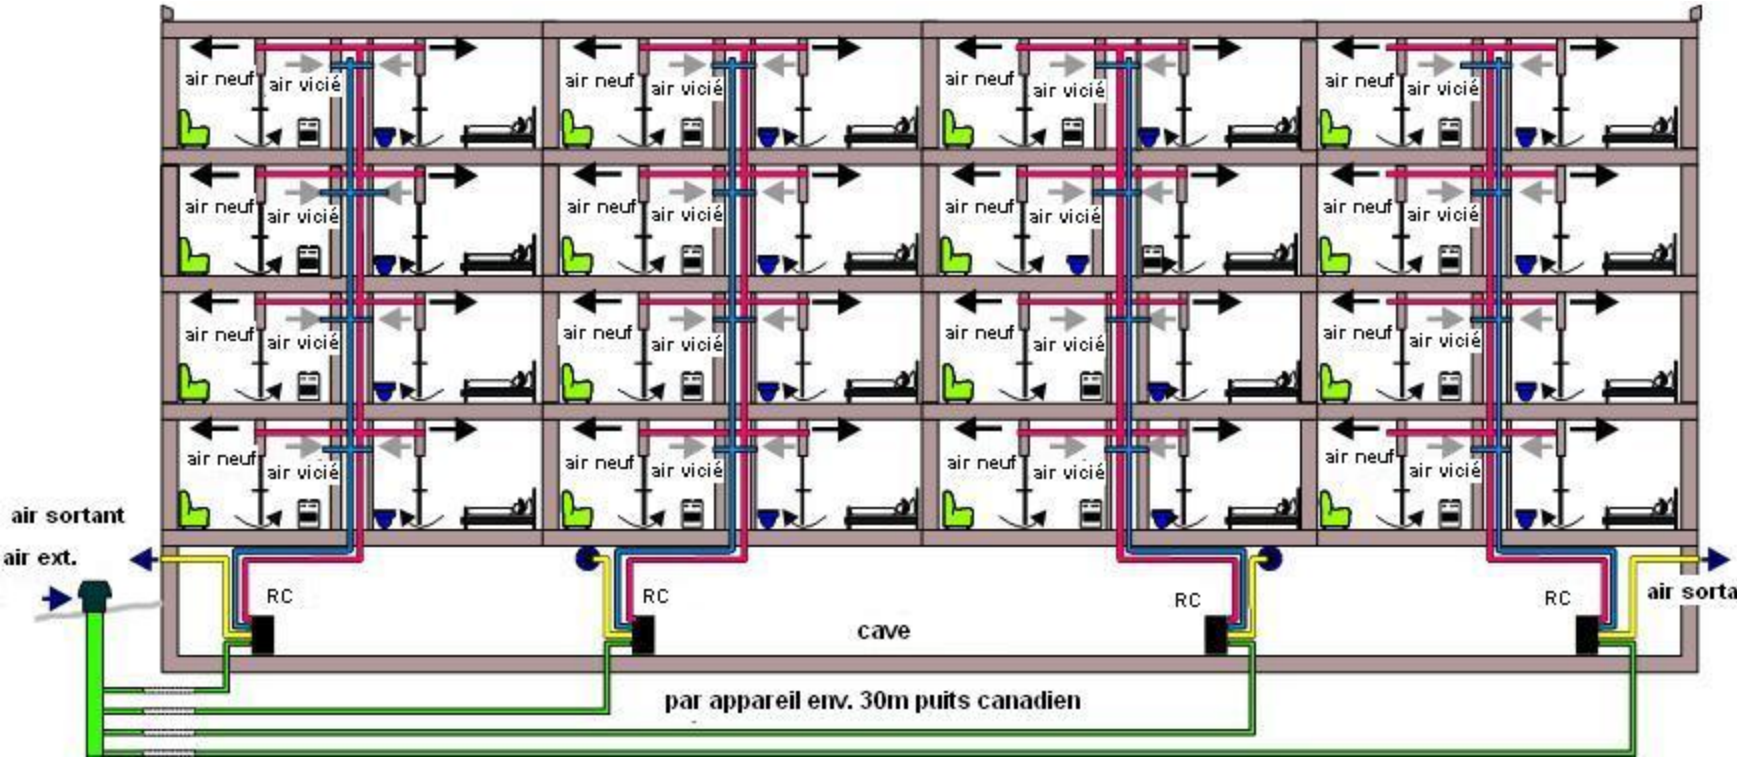 air neuf air vicié air neuf air vicié air neuf air vicié air neuf air vicié
air neuf air vicié air neuf air vicié air neuf air vicié air neuf air vicié
air neuf air vicié air neuf air vicié air neuf air vicié air neuf air vicié
air neuf air vicié air neuf air vicié air neuf air vicié air neuf air vicié
air sortant
air ext.
RC RC RC RC
air sorta
cave
par appareil env. 30m puits canadien